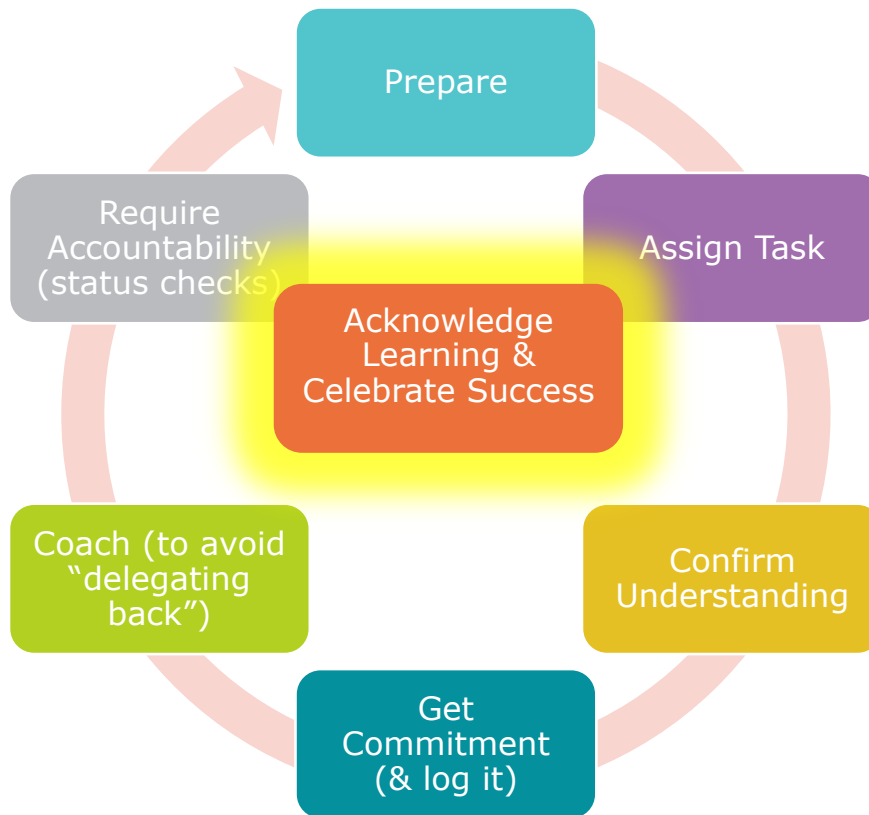 Prepare
Assign Task
Confirm
Understanding
Get
Commitment
(& log it)
Coach (to avoid
“delegating
back”)
Require
Accountability
(status checks)
Acknowledge
Learning &
Celebrate Success